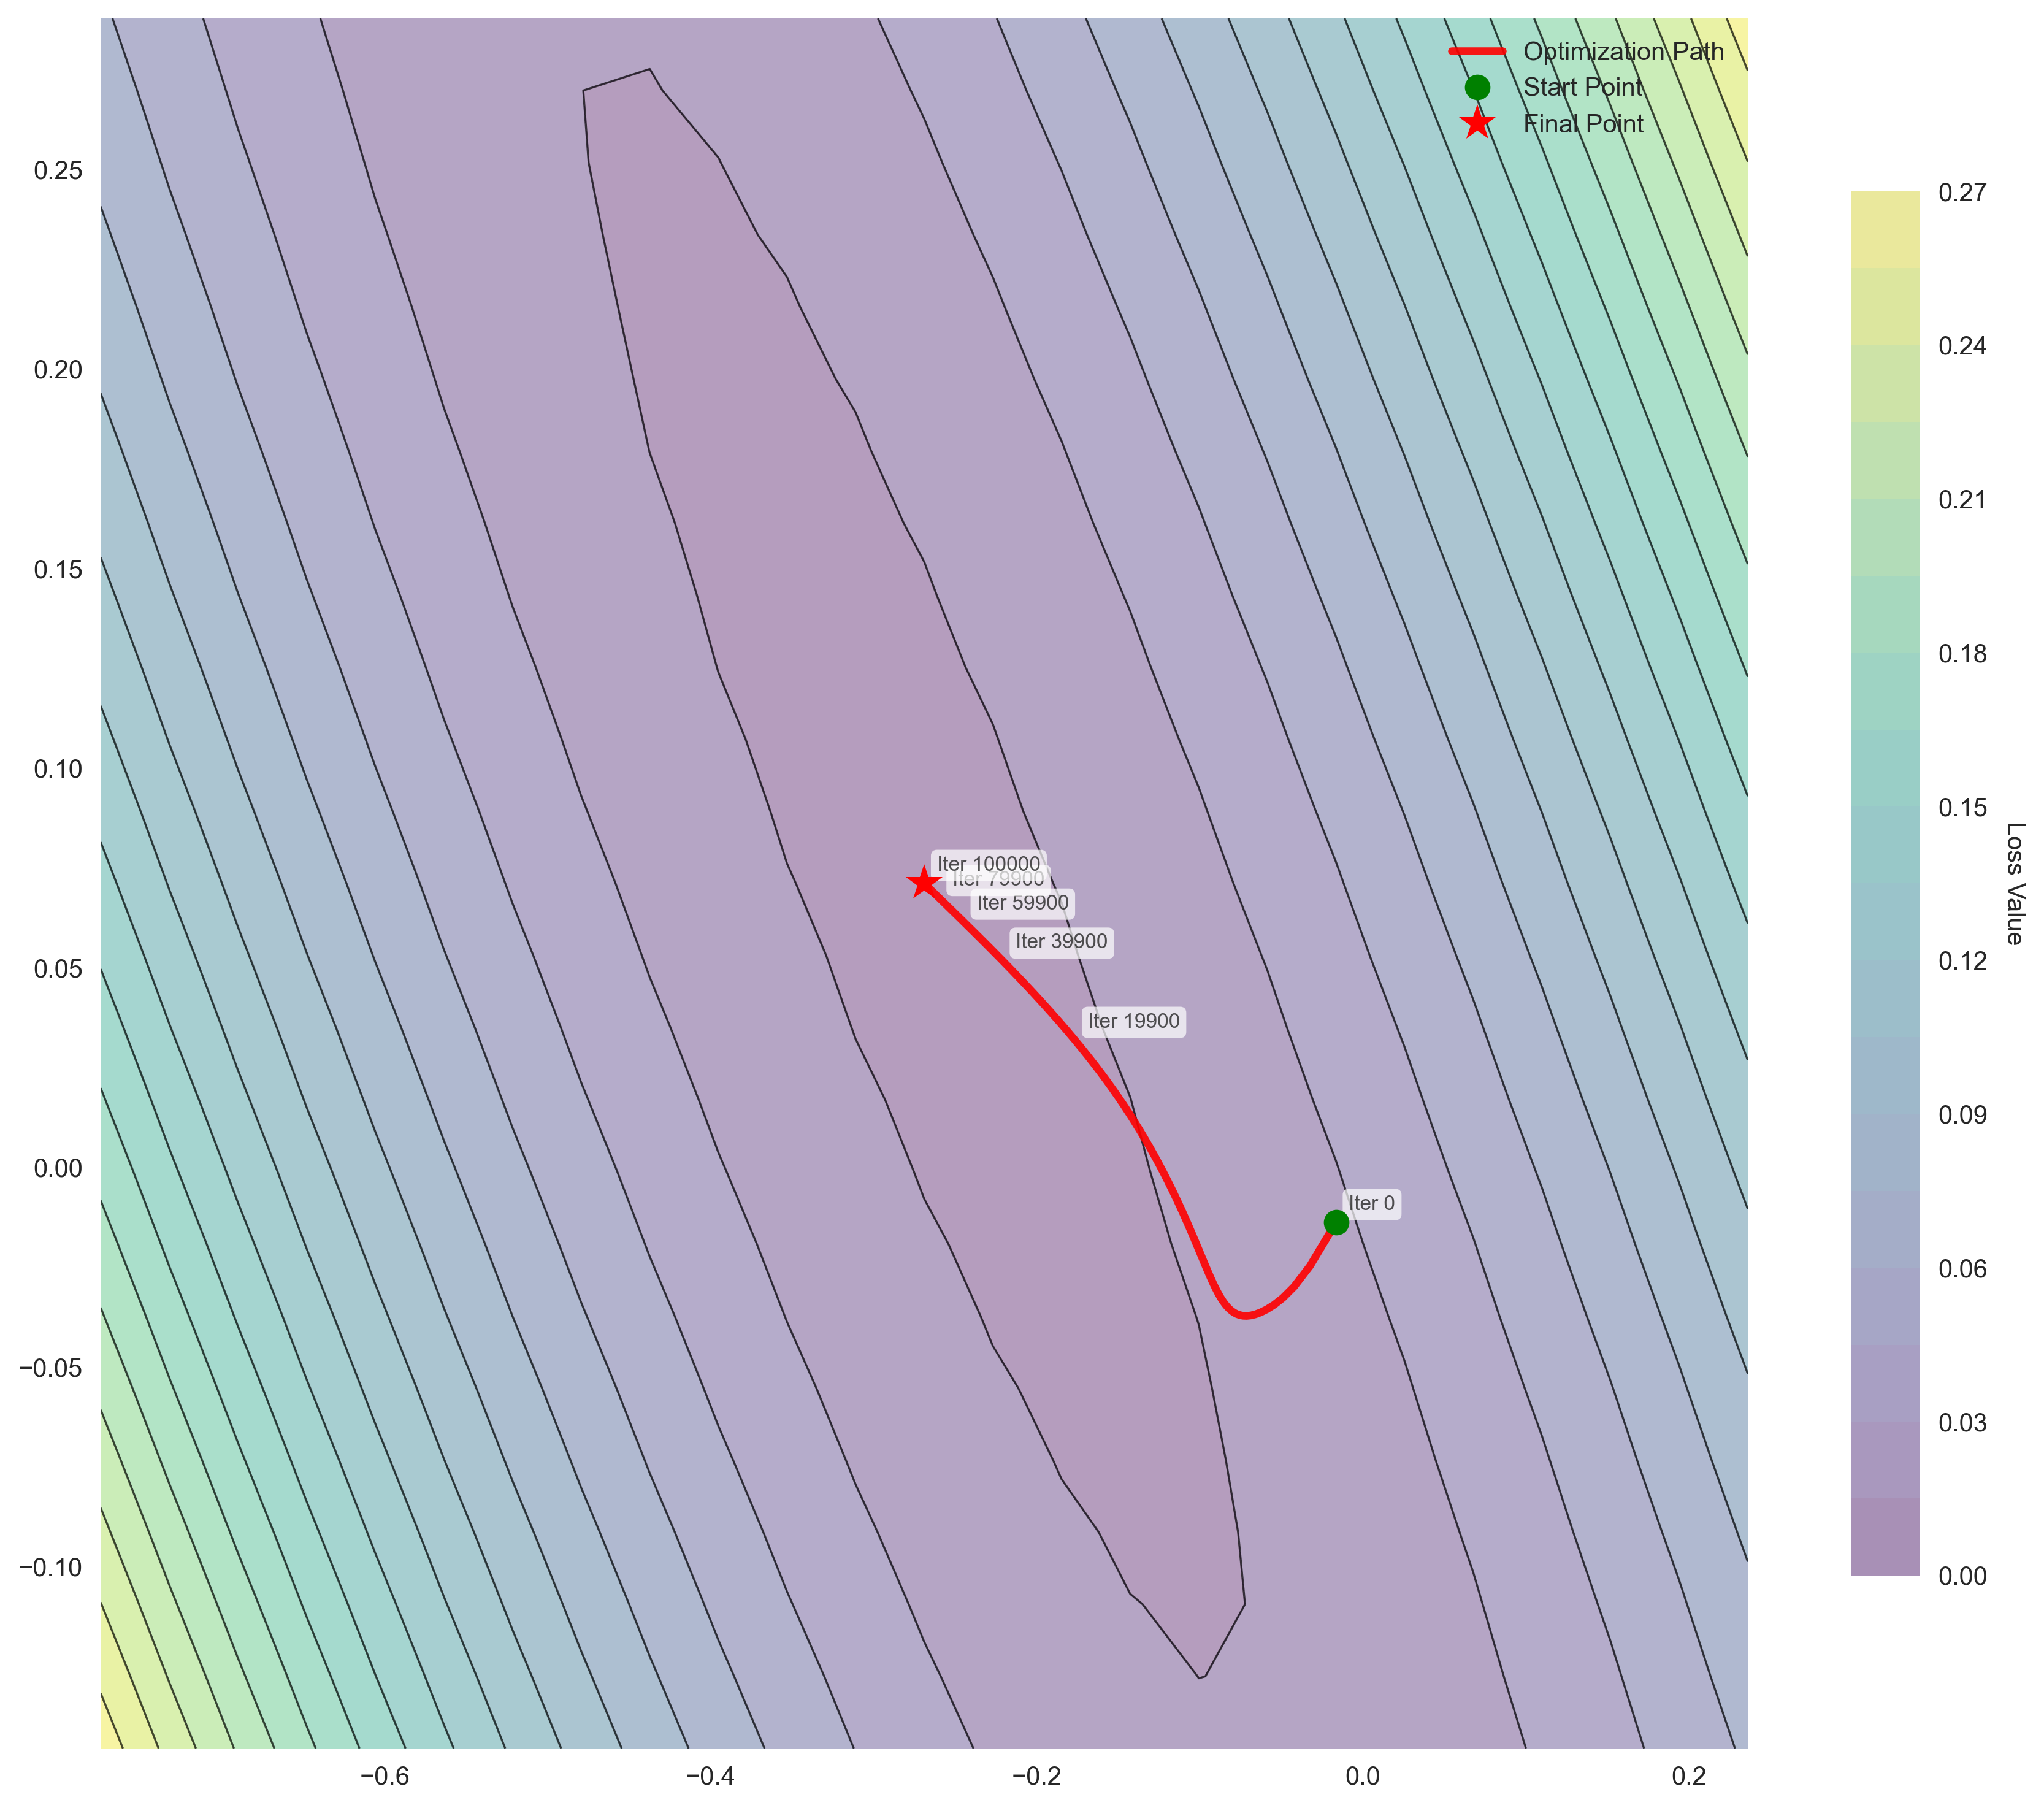 Optimization Path
Start Point
Final Point
0.25
0.20
0.15
0.10
0.05
0.00
−0.05
−0.10
Iter 100000
Iter 79900
Iter 59900
Iter 39900
Iter 19900
Iter 0
−0.6
−0.4
−0.2
0.0
0.2
0.27
0.24
0.21
0.18
0.15
0.12
0.09
0.06
0.03
0.00
Loss Value